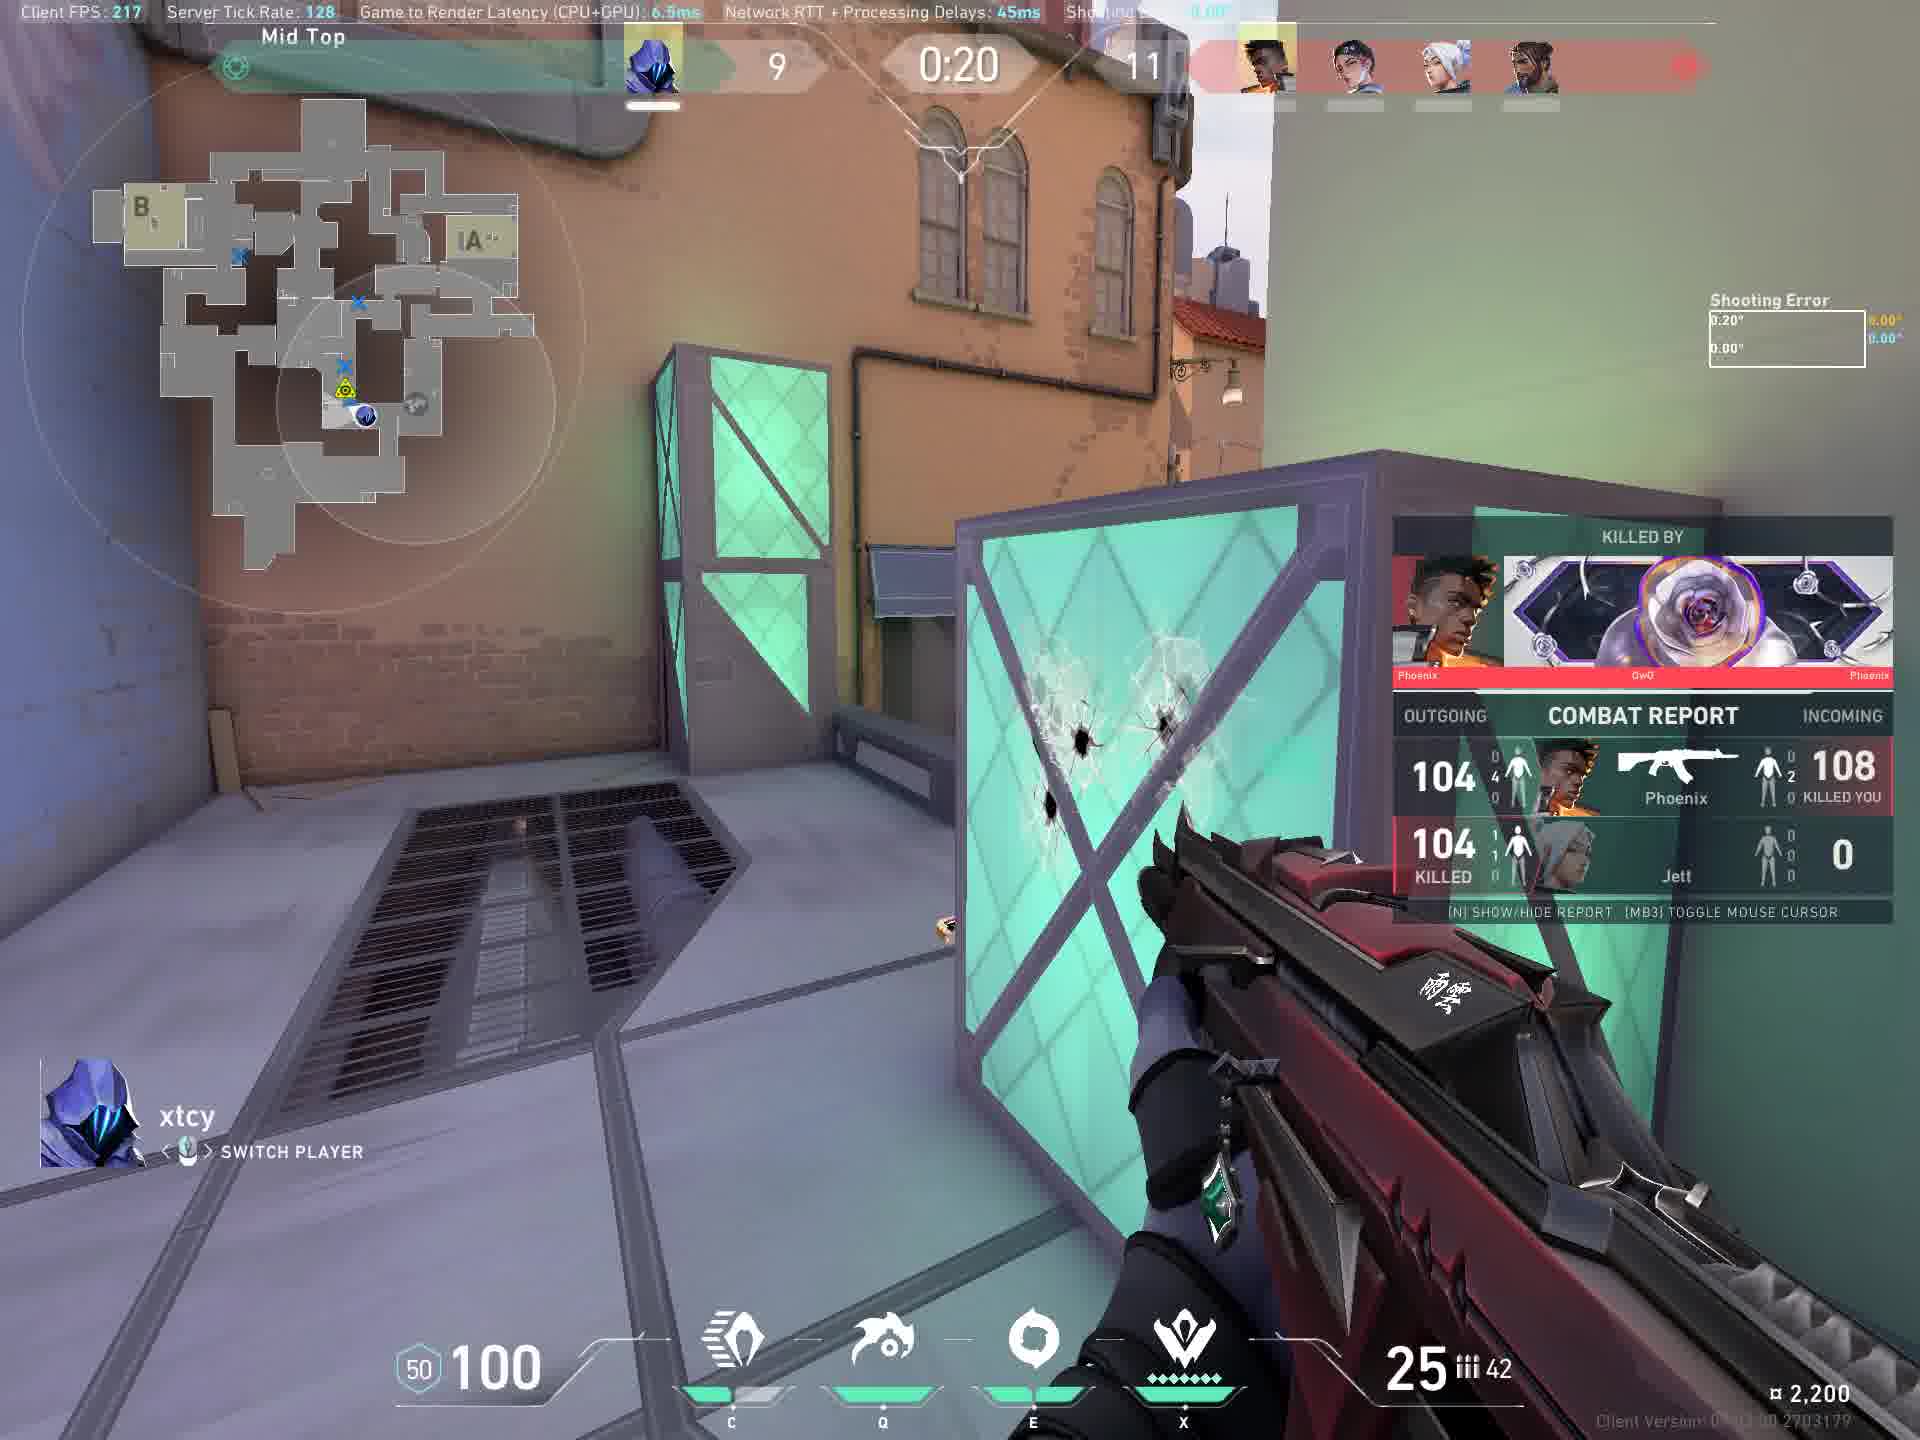 Client FPS: 217 Server Tick Rate: 128 Game to Render Latency (CPU+GPU): 6.5ms Network RTT + Processing Delays: 45ms
Mid Top
9
0:20
11
B
A
Shooting Error
0.20°
0.00°
0.00°
0.00°
KILLED BY
Phoenix
OwO
Phoenix
OUTGOING
COMBAT REPORT
INCOMING
104
0
4
0
Phoenix
0
2
0
108
KILLED YOU
104
KILLED
1
1
0
Jett
0
0
0
0
[N] SHOW/HIDE REPORT [MB3] TOGGLE MOUSE CURSOR
xtcy
< > SWITCH PLAYER
50
100
C
Q
E
X
25
42
¤ 2,200